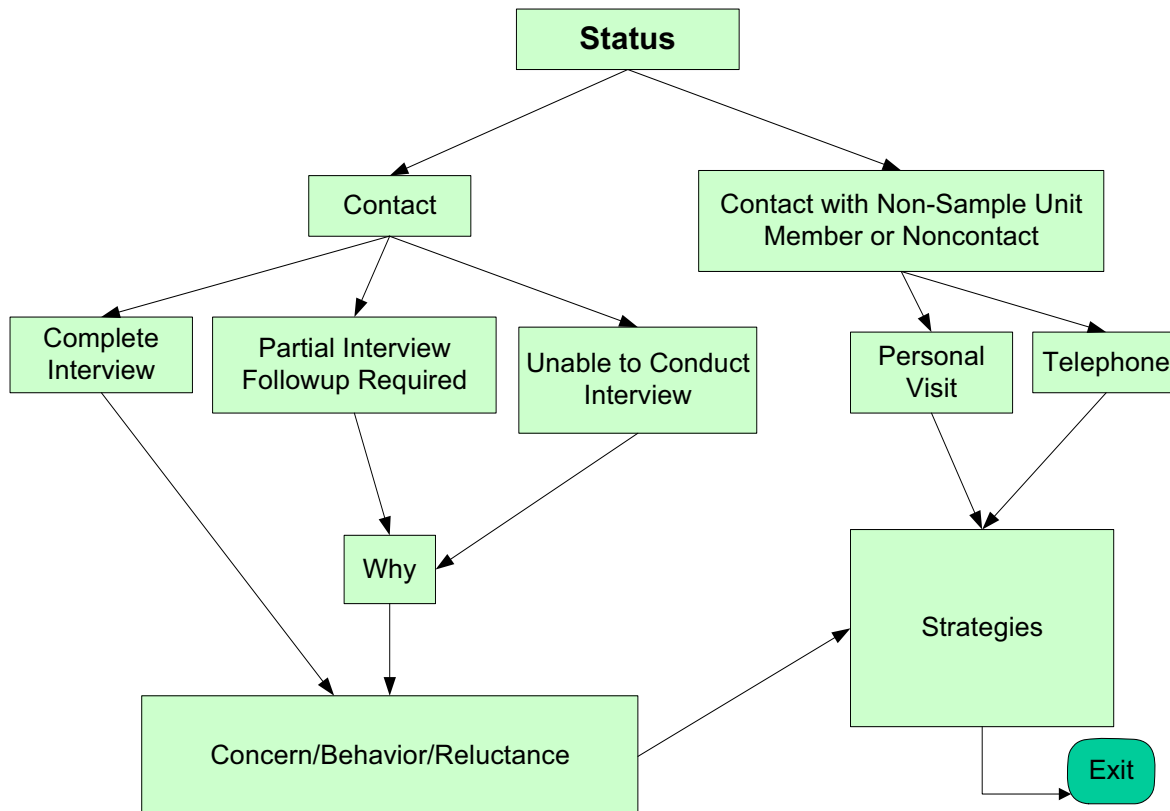 Status
Contact
Contact with Non-Sample Unit
Member or Noncontact
Complete
Interview
Partial Interview
Followup Required
Unable to Conduct
Interview
Personal
Visit
Telephone
Why
Strategies
Concern/Behavior/Reluctance
Exit